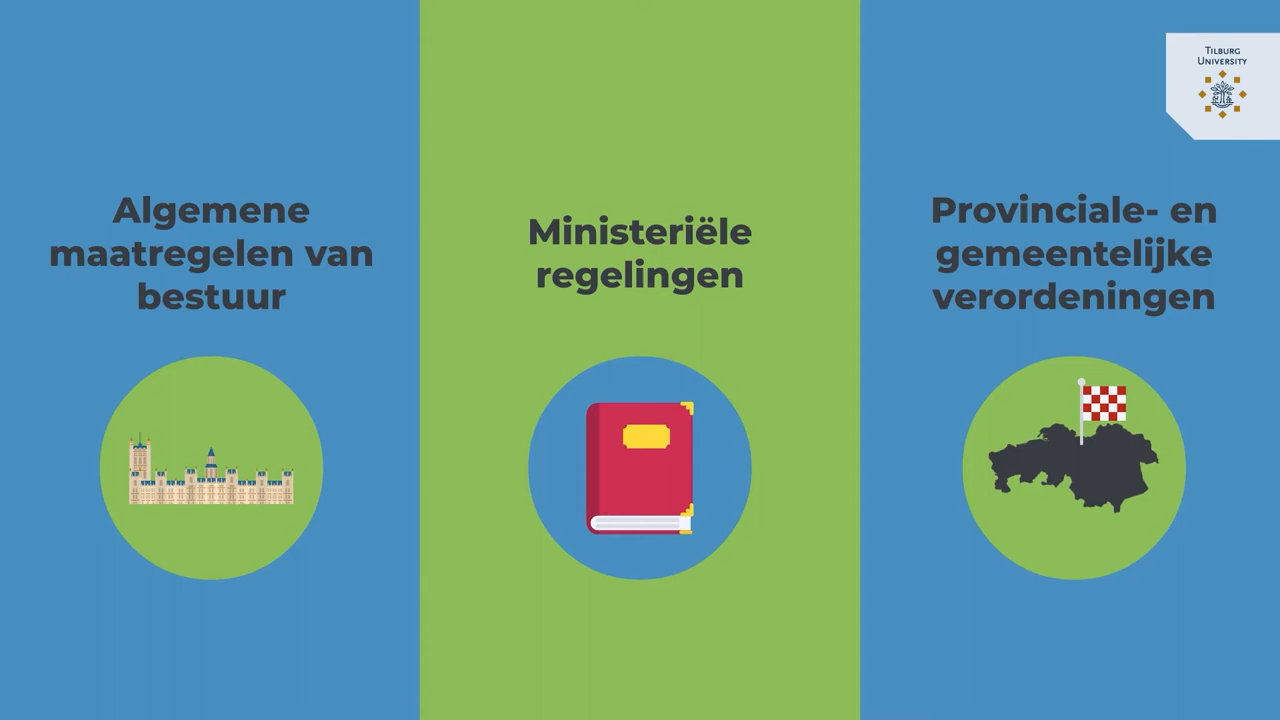 Algemene
maatregelen van
bestuur
Ministeriële
regelingen
Provinciale- en
gemeentelijke
verordeningen
TILBURG
UNIVERSITY